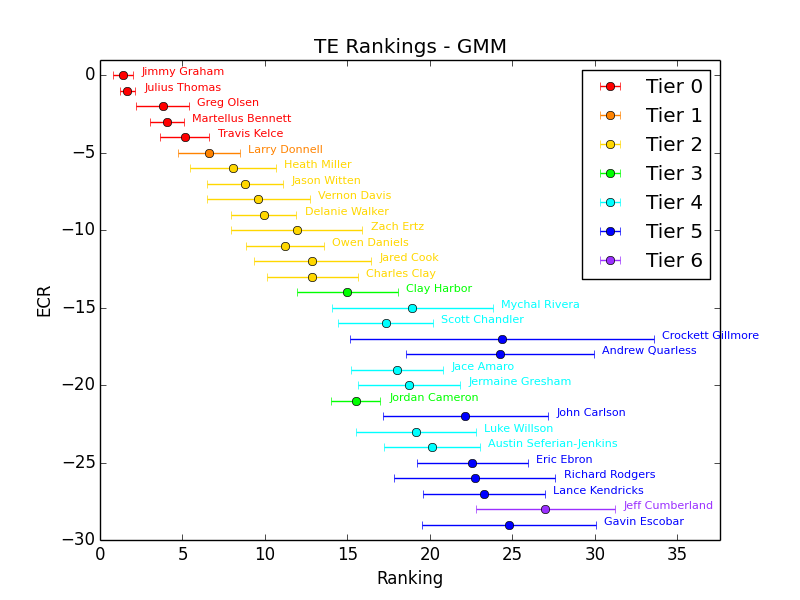 TE Rankings - GMM
Jimmy Graham
Julius Thomas
Greg Olsen
Martellus Bennett
Travis Kelce
Larry Donnell
Heath Miller
Jason Witten
Vernon Davis
Delanie Walker
Zach Ertz
Owen Daniels
Jared Cook
Charles Clay
Clay Harbor
Mychal Rivera
Scott Chandler
Crockett Gillmore
Andrew Quarless
Jace Amaro
Jermaine Gresham
Jordan Cameron
John Carlson
Luke Willson
Austin Seferian-Jenkins
Eric Ebron
Richard Rodgers
Lance Kendricks
Jeff Cumberland
Gavin Escobar
Tier 0
Tier 1
Tier 2
Tier 3
Tier 4
Tier 5
Tier 6
0
−5
−10
−15
−20
−25
−30
ECR
0 5 10 15 20 25 30 35
Ranking